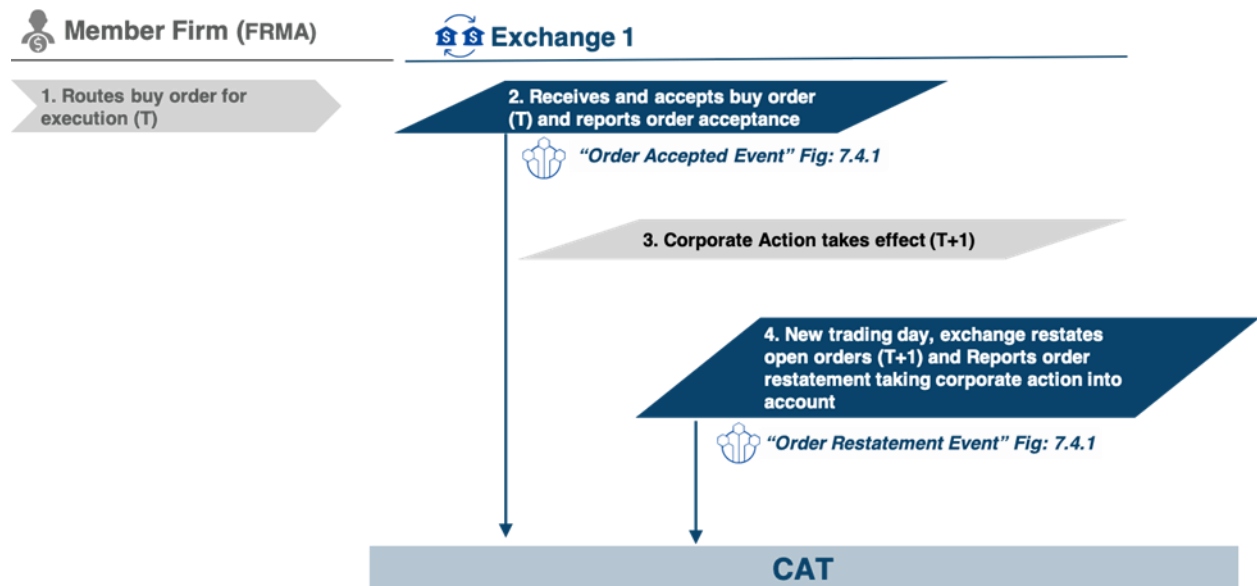 Member Firm (FRMA)
Exchange 1
1. Routes buy order for
execution (T)
2. Receives and accepts buy order
(T) and reports order acceptance
“Order Accepted Event” Fig: 7.4.1
3. Corporate Action takes effect (T+1)
4. New trading day, exchange restates
open orders (T+1) and Reports order
restatement taking corporate action into
account
“Order Restatement Event” Fig: 7.4.1
CAT